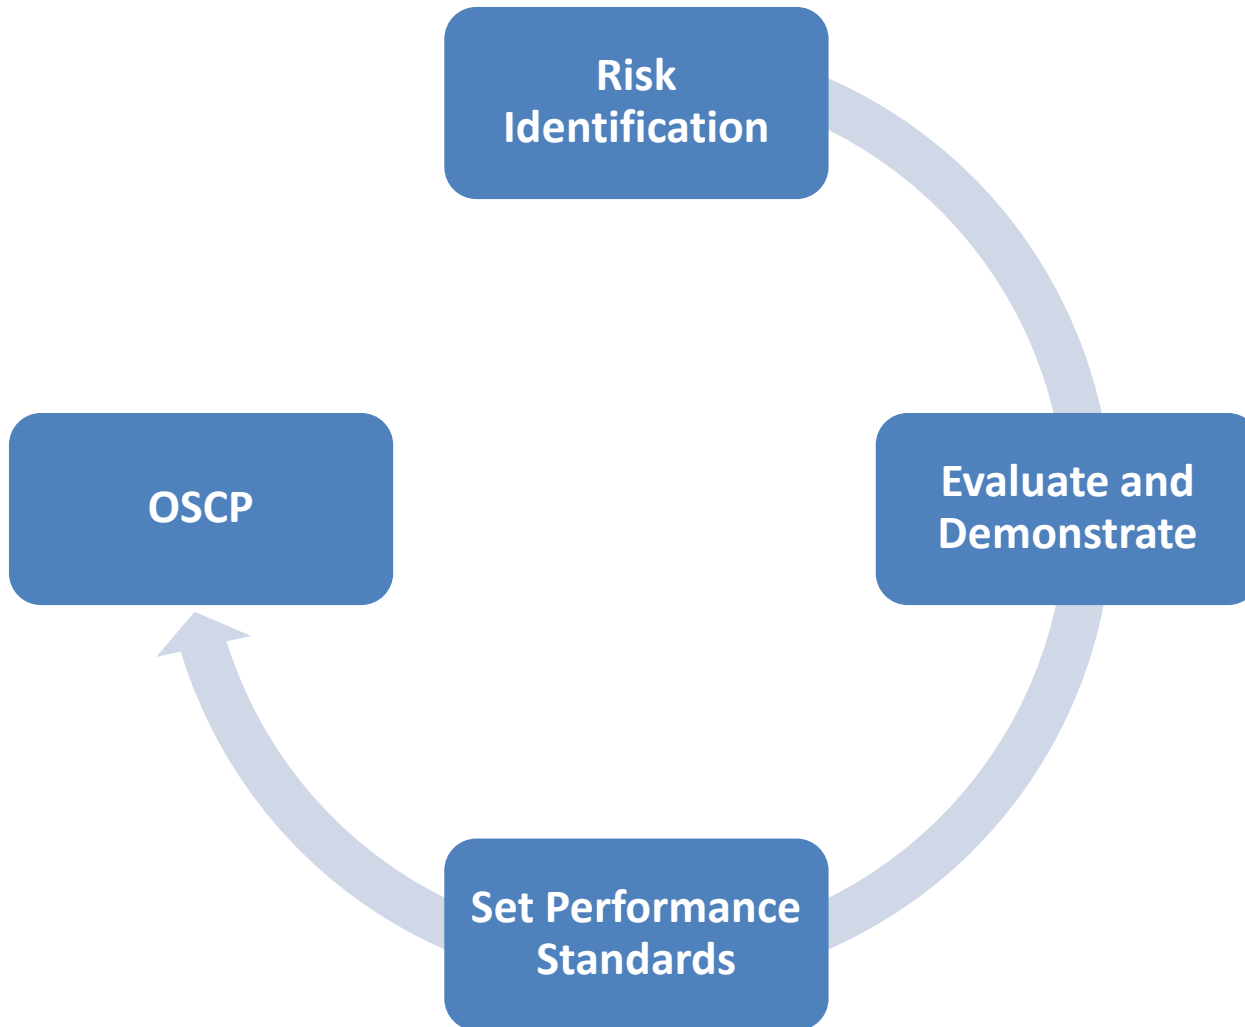 Risk
Identification
Evaluate and
Demonstrate
Set Performance
Standards
OSCP